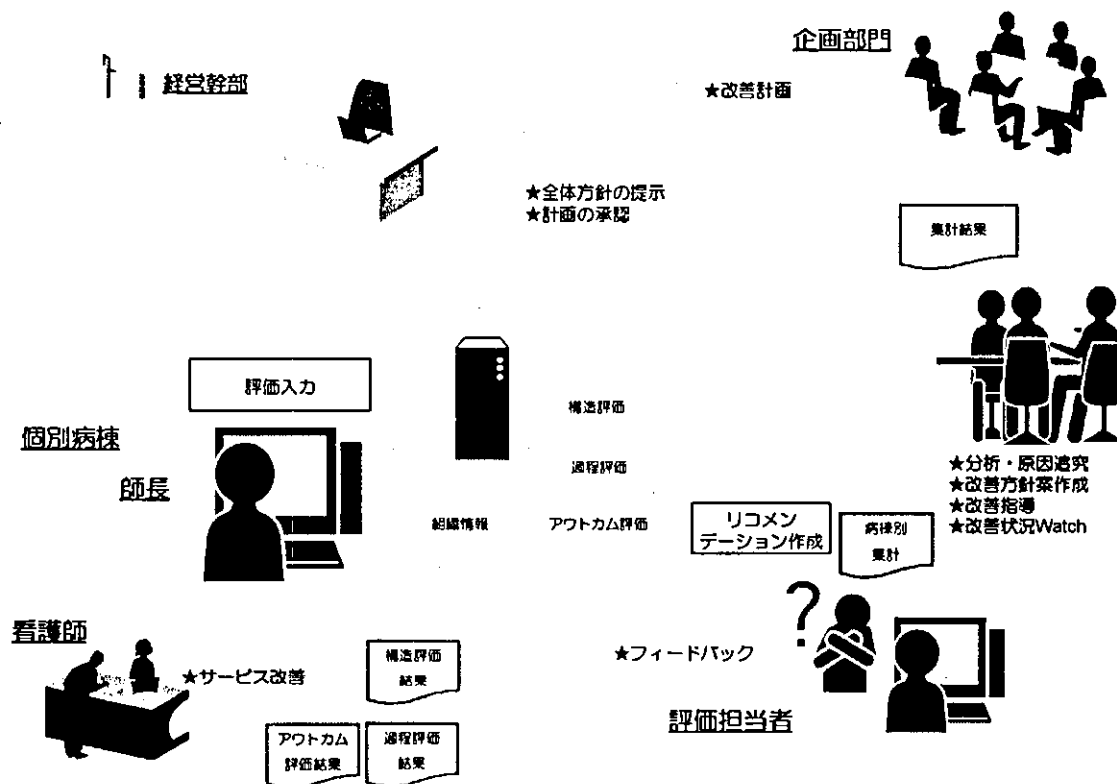 企画部門
経営幹部
★改善計画
★全体方針の提示
★計画の承認
集計結果
評価入力
構造評価
個別病棟
過程評価
師長
★分析・原因追究
★改善方針案作成
★改善指導
★改善状況Watch
組織情報
アウトカム評価
リコメン
デーション作成
病棟別
集計
看護師
★サービス改善
構造評価
結果
★フィードバック
評価担当者
アウトカム
評価結果
過程評価
結果